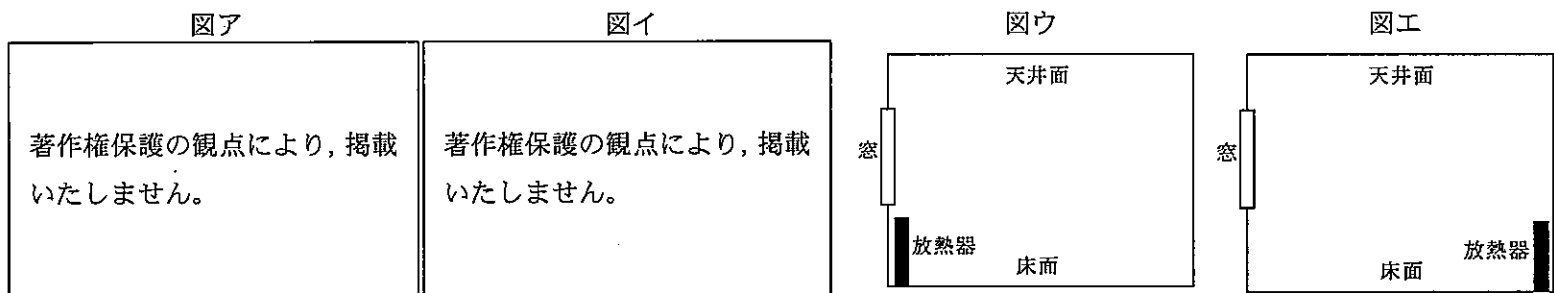 図ア
著作権保護の観点により,掲載
いたしません。
図イ
著作権保護の観点により,掲載
いたしません。
図ウ
天井面
窓
放熱器
床面
図エ
天井面
窓
放熱器
床面